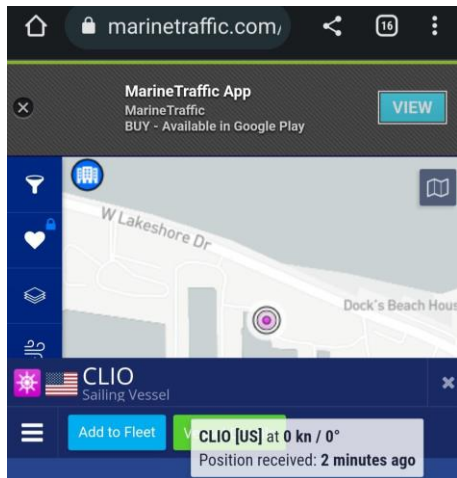 marinetraffic.com/
16
MarineTraffic App
MarineTraffic
BUY - Available in Google Play
VIEW
W Lakeshore Dr
Dock's Beach Hous
CLIO
Sailing Vessel
Add to Fleet
CLIO [US] at 0 kn / 0°
Position received: 2 minutes ago